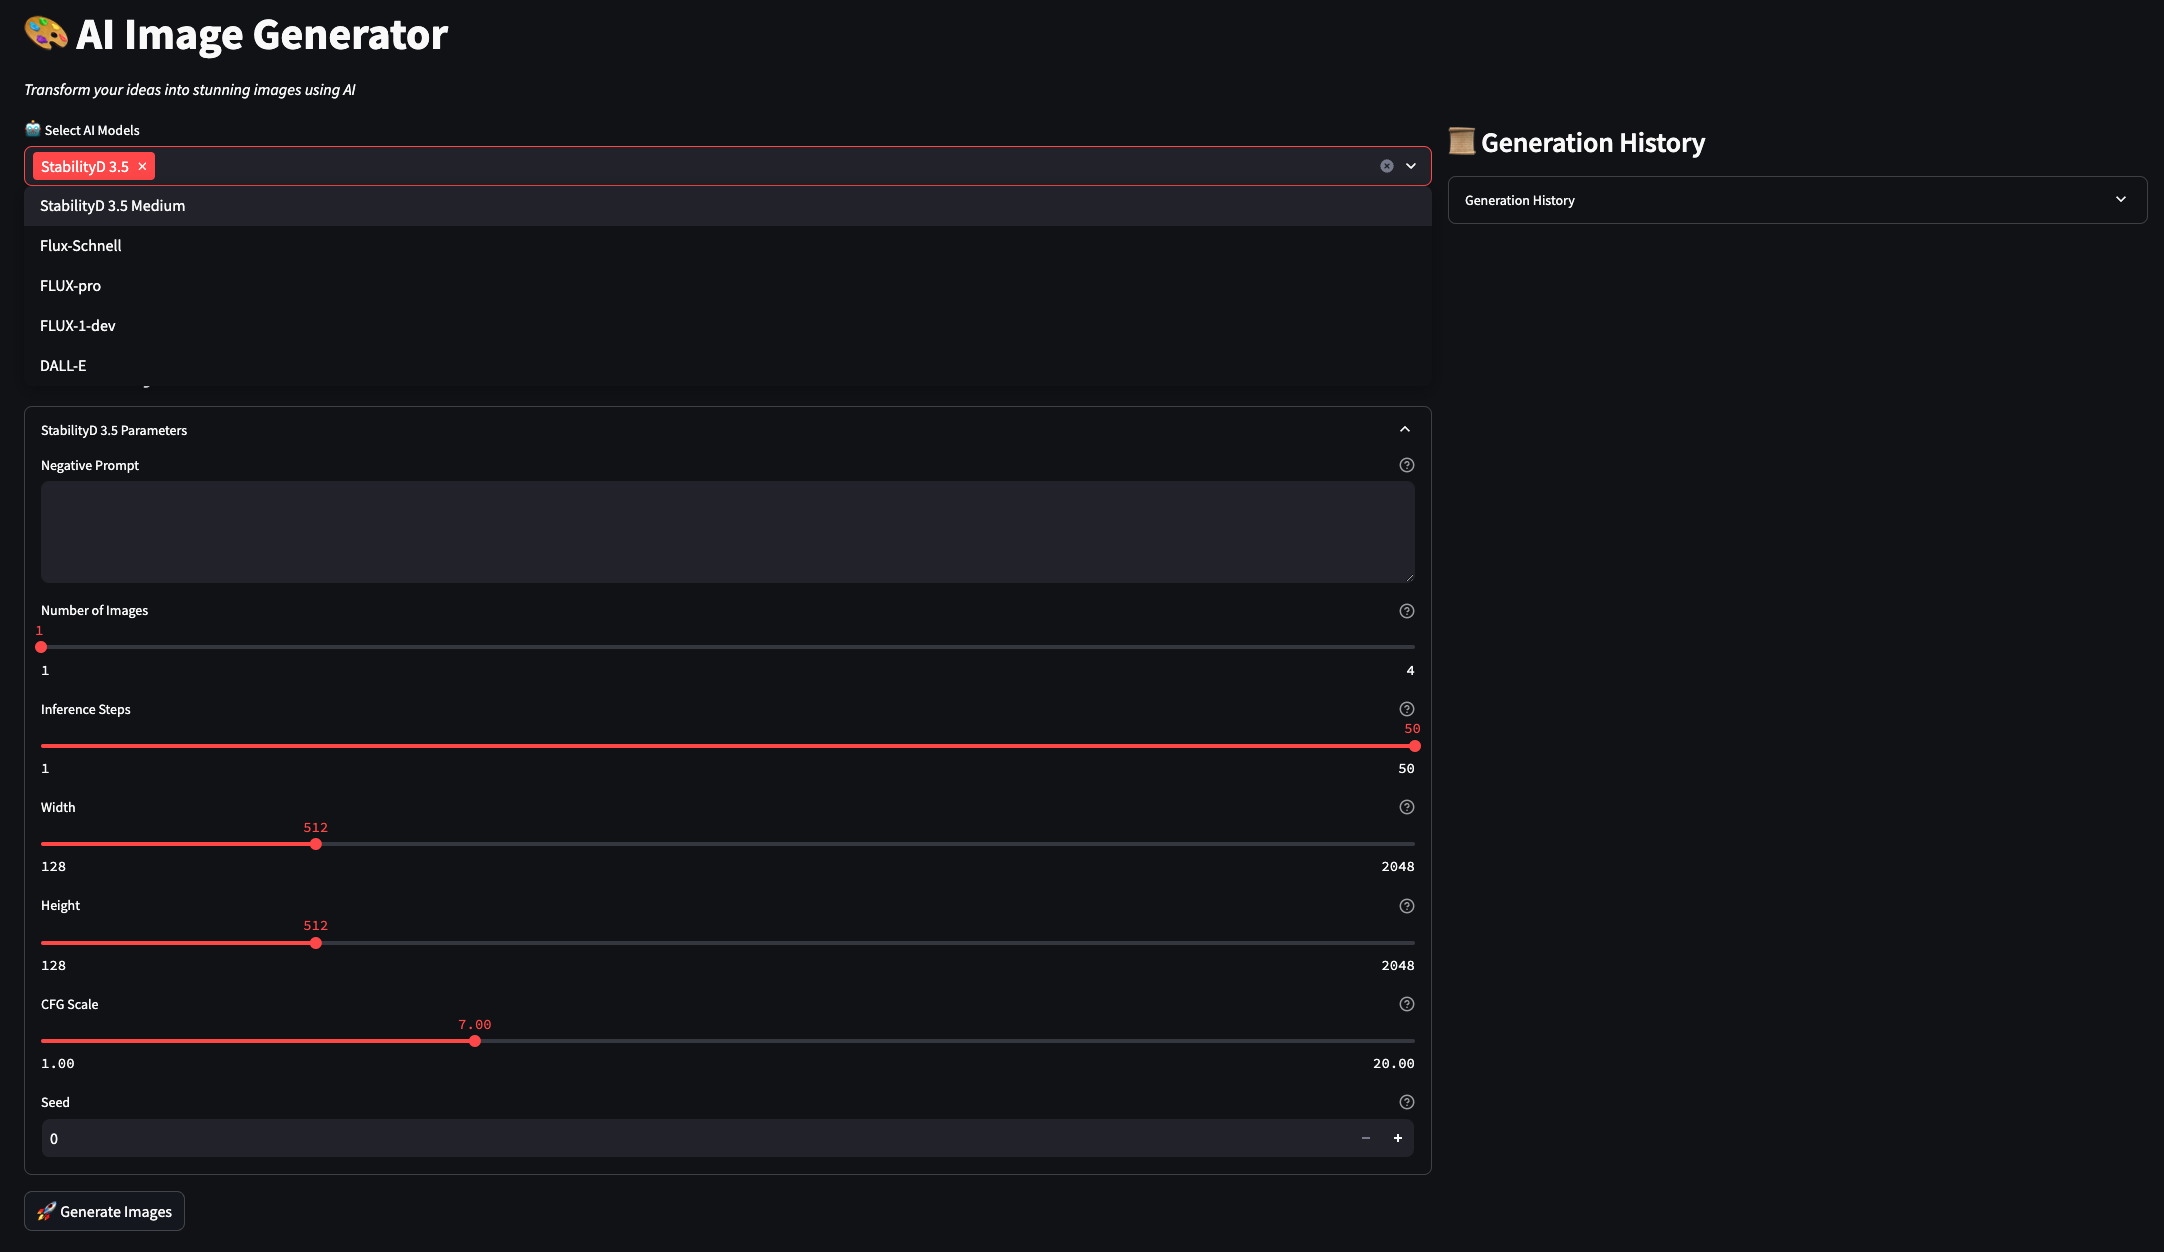 AI Image Generator
Transform your ideas into stunning images using AI
Select AI Models
StabilityD 3.5
StabilityD 3.5 Medium
Flux-Schnell
FLUX-pro
FLUX-1-dev
DALL-E
StabilityD 3.5 Parameters
Negative Prompt
Number of Images
1
1 4
Inference Steps
50
1 50
Width
512
128 2048
Height
512
128 2048
CFG Scale
7.00
1.00 20.00
Seed
0
Generate Images
Generation History
Generation History